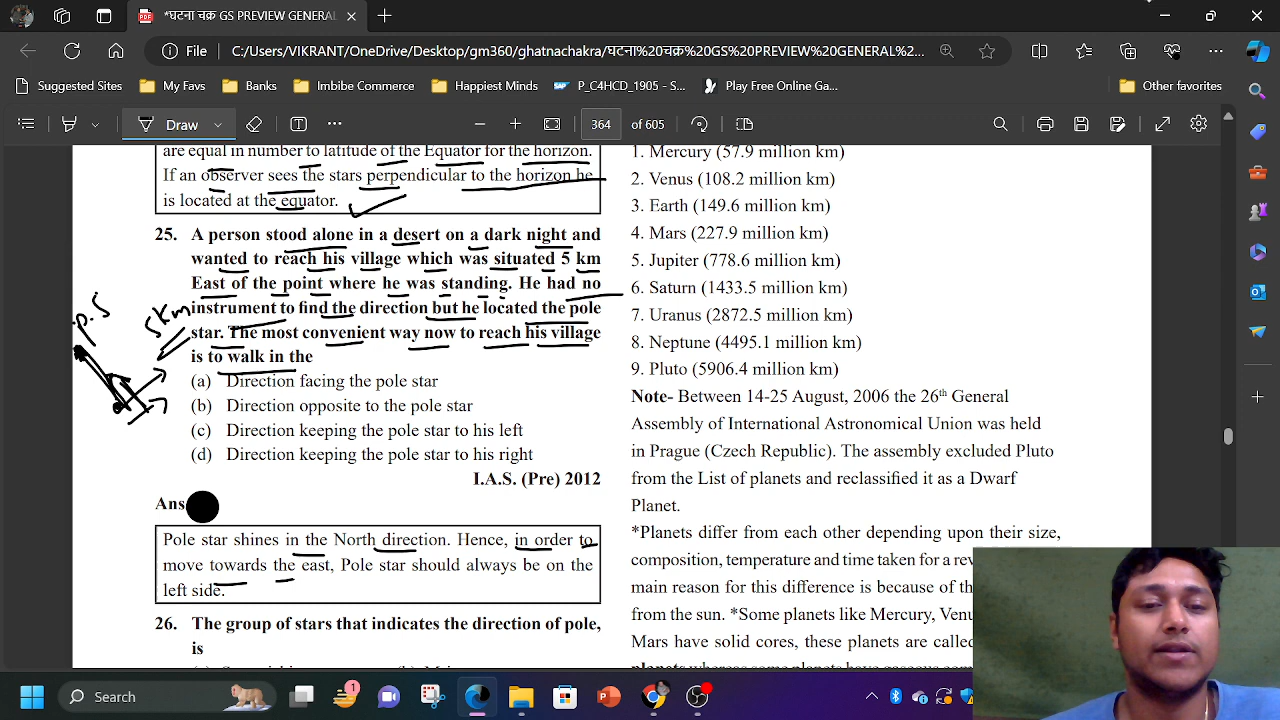 *घटना चक्र GS PREVIEW GENERAL
File
C:/Users/VIKRANT/OneDrive/Desktop/gm360/ghatnachakra/घटना%20चक्र%20GS%20PREVIEW%20GENERAL%2...
Suggested Sites
My Favs
Banks
Imbibe Commerce
Happiest Minds
P_C4HCD_1905 - S...
Play Free Online Ga...
Other favorites
Draw
364 of 605
are equal in number to latitude of the Equator for the horizon.
If an observer sees the stars perpendicular to the horizon he
is located at the equator.
25. A person stood alone in a desert on a dark night and
wanted to reach his village which was situated 5 km
East of the point where he was standing. He had no
instrument to find the direction but he located the pole
star. The most convenient way now to reach his village
is to walk in the
(a) Direction facing the pole star
(b) Direction opposite to the pole star
(c) Direction keeping the pole star to his left
(d) Direction keeping the pole star to his right
I.A.S. (Pre) 2012
Ans
p.s
5km
Pole star shines in the North direction. Hence, in order to
move towards the east, Pole star should always be on the
left side.
26. The group of stars that indicates the direction of pole,
is
1. Mercury (57.9 million km)
2. Venus (108.2 million km)
3. Earth (149.6 million km)
4. Mars (227.9 million km)
5. Jupiter (778.6 million km)
6. Saturn (1433.5 million km)
7. Uranus (2872.5 million km)
8. Neptune (4495.1 million km)
9. Pluto (5906.4 million km)
Note- Between 14-25 August, 2006 the 26th General
Assembly of International Astronomical Union was held
in Prague (Czech Republic). The assembly excluded Pluto
from the List of planets and reclassified it as a Dwarf
Planet.
*Planets differ from each other depending upon their size,
composition, temperature and time taken for a rev
main reason for this difference is because of th
from the sun. *Some planets like Mercury, Venu
Mars have solid cores, these planets are called
Search
1